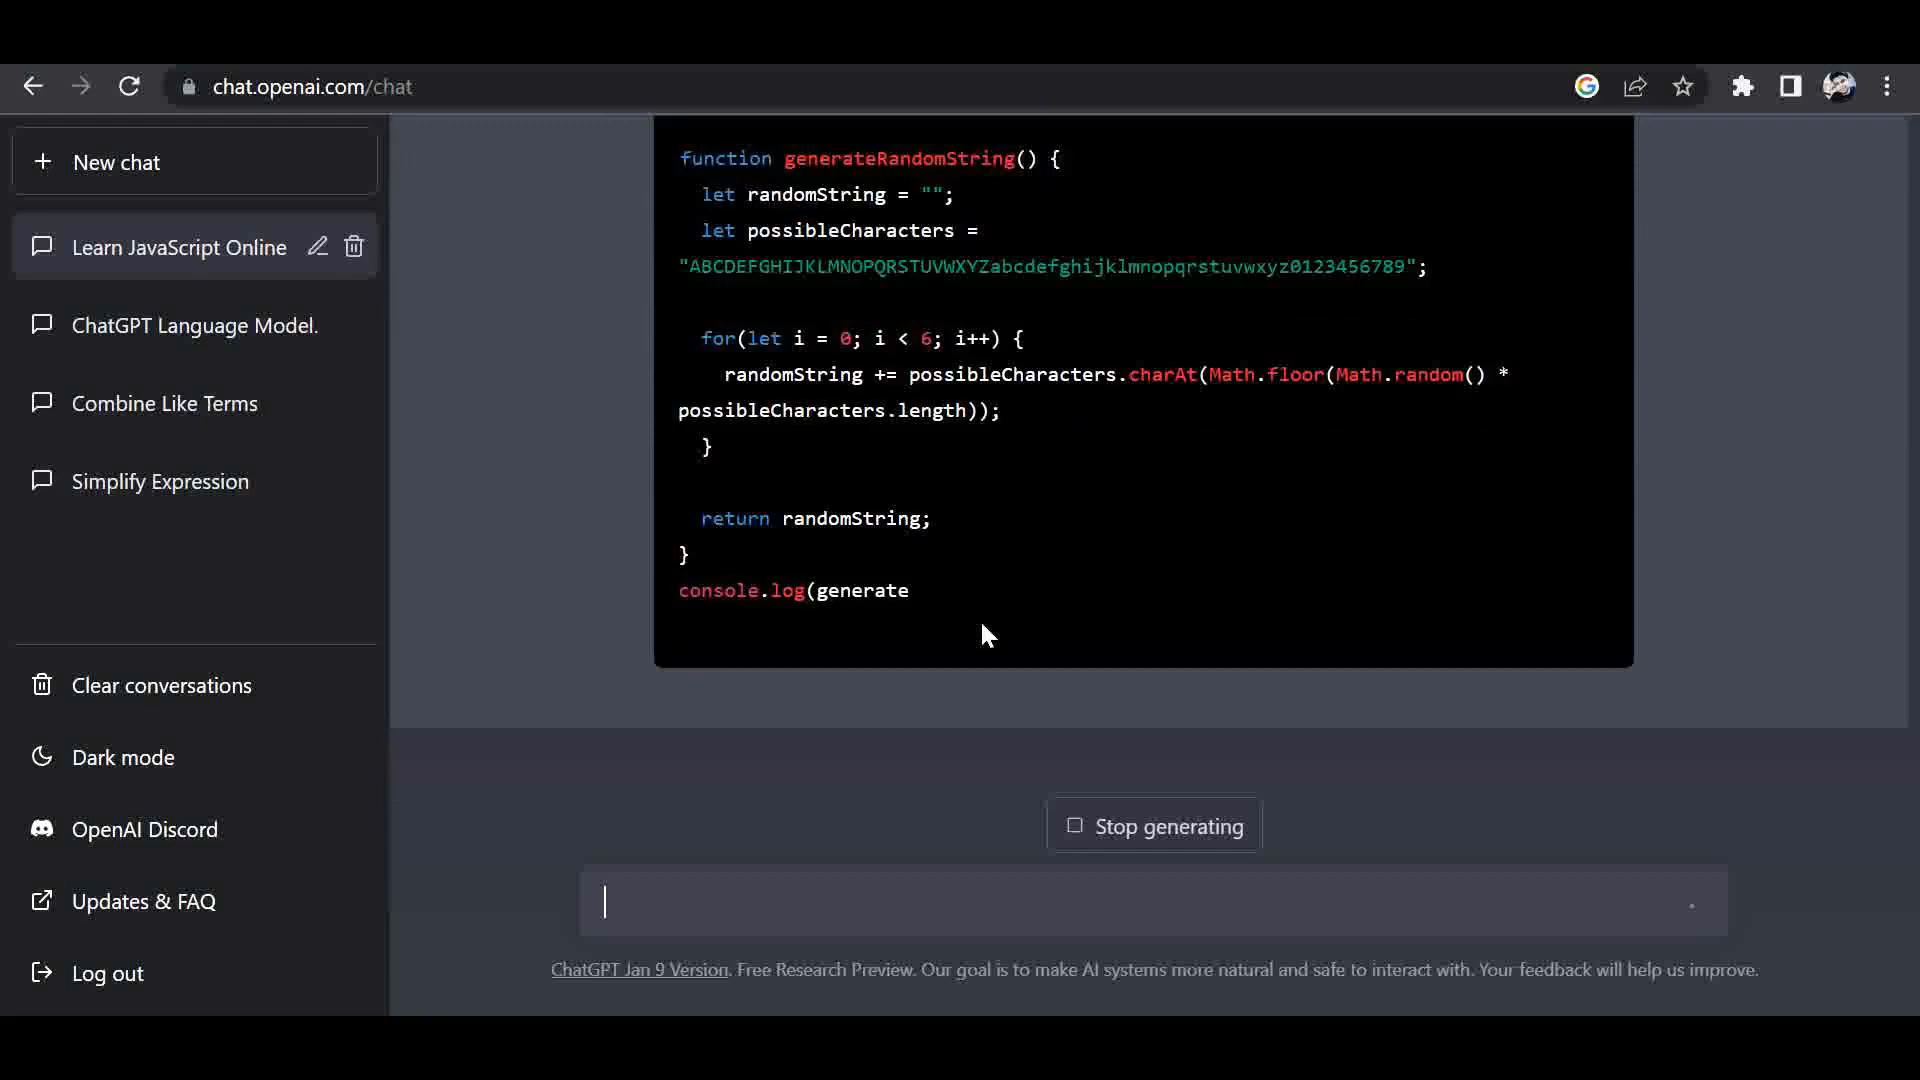 chat.openai.com/chat
New chat
Learn JavaScript Online
ChatGPT Language Model.
Combine Like Terms
Simplify Expression
Clear conversations
Dark mode
OpenAI Discord
Updates & FAQ
Log out
function generateRandomString() {
  let randomString = "";
  let possibleCharacters =
"ABCDEFGHIJKLMNOPQRSTUVWXYZabcdefghijklmnopqrstuvwxyz0123456789";
  for(let i = 0; i < 6; i++) {
    randomString += possibleCharacters.charAt(Math.floor(Math.random() *
possibleCharacters.length));
  }
  return randomString;
}
console.log(generate
Stop generating
ChatGPT Jan 9 Version. Free Research Preview. Our goal is to make AI systems more natural and safe to interact with. Your feedback will help us improve.